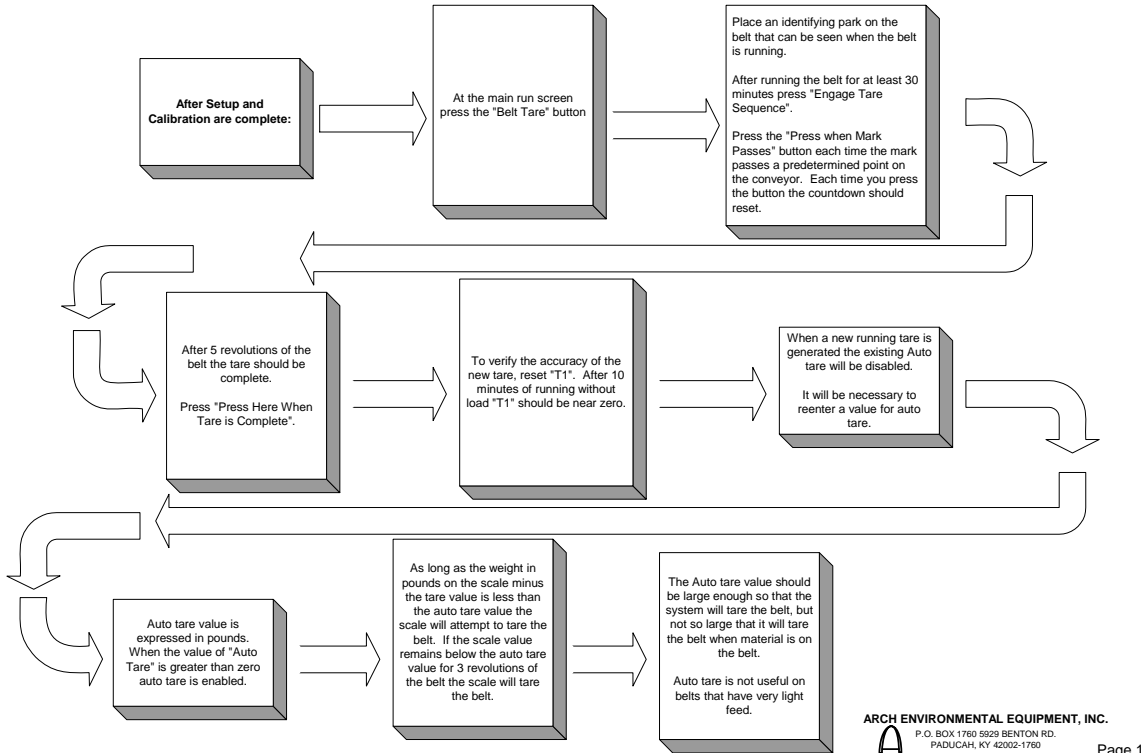 After Setup and
Calibration are complete:
At the main run screen
press the "Belt Tare" button
Place an identifying park on the
belt that can be seen when the belt
is running.
After running the belt for at least 30
minutes press "Engage Tare
Sequence".
Press the "Press when Mark
Passes" button each time the mark
passes a predetermined point on
the conveyor.  Each time you press
the button the countdown should
reset.
After 5 revolutions of the
belt the tare should be
complete.
Press "Press Here When
Tare is Complete".
To verify the accuracy of the
new tare, reset "T1".  After 10
minutes of running without
load "T1" should be near zero.
When a new running tare is
generated the existing Auto
tare will be disabled.
It will be necessary to
reenter a value for auto
tare.
Auto tare value is
expressed in pounds.
When the value of "Auto
Tare" is greater than zero
auto tare is enabled.
As long as the weight in
pounds on the scale minus
the tare value is less than
the auto tare value the
scale will attempt to tare the
belt.  If the scale value
remains below the auto tare
value for 3 revolutions of
the belt the scale will tare
the belt.
The Auto tare value should
be large enough so that the
system will tare the belt, but
not so large that it will tare
the belt when material is on
the belt.
Auto tare is not useful on
belts that have very light
feed.
ARCH ENVIRONMENTAL EQUIPMENT, INC.
P.O. BOX 1760 5929 BENTON RD.
PADUCAH, KY 42002-1760
Page 1